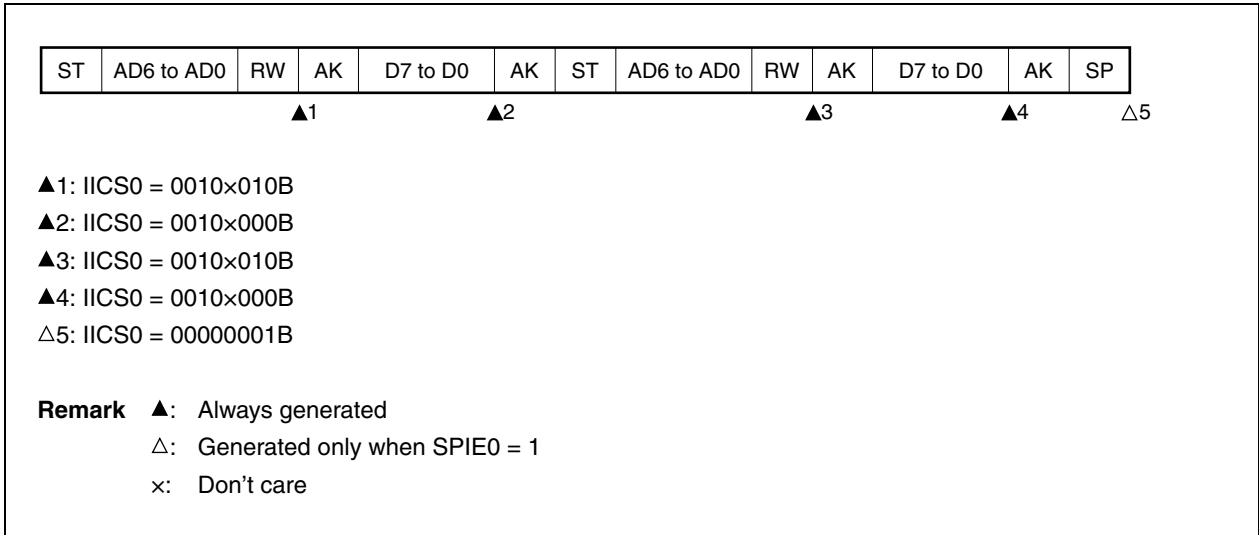 ST AD6 to AD0 RW AK D7 to D0 AK ST AD6 to AD0 RW AK D7 to D0 AK SP
▲1 ▲2 ▲3 ▲4 △5
▲1: IICS0 = 0010×010B
▲2: IICS0 = 0010×000B
▲3: IICS0 = 0010×010B
▲4: IICS0 = 0010×000B
△5: IICS0 = 00000001B
Remark ▲: Always generated
△: Generated only when SPIE0 = 1
×: Don't care